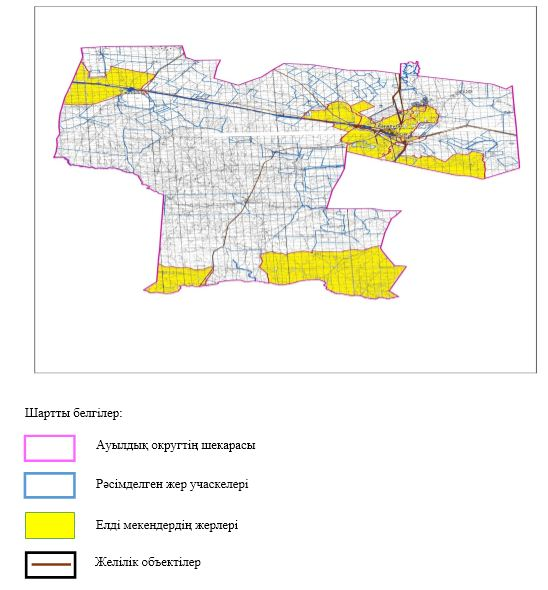 Шартты белгілер:
Ауылдық округтің шекарасы
Рәсімделген жер учаскелері
Елді мекендердің жерлері
Желілік объектілер